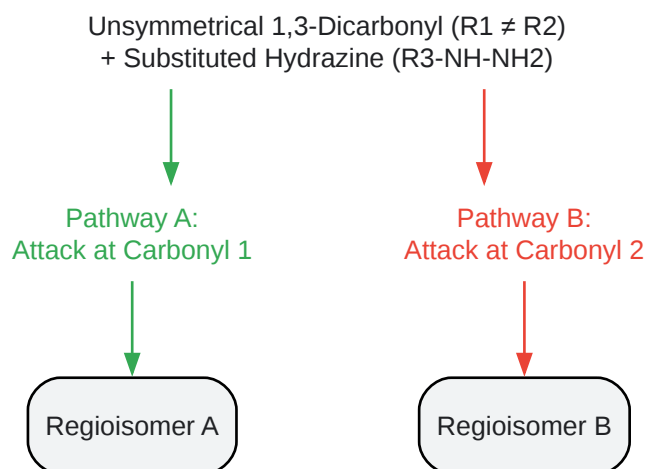 Unsymmetrical 1,3-Dicarbonyl (R1 ≠ R2)
+ Substituted Hydrazine (R3-NH-NH2)
Pathway A:
Attack at Carbonyl 1
Pathway B:
Attack at Carbonyl 2
Regioisomer A
Regioisomer B